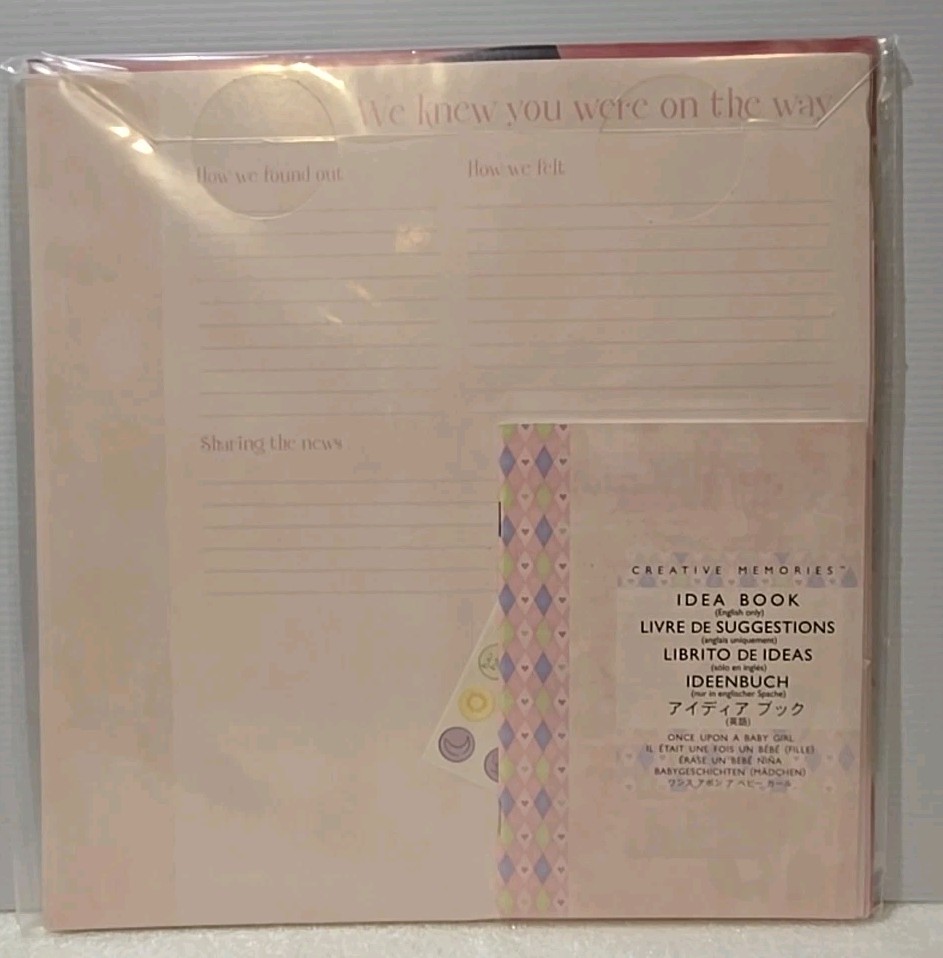 We knew you were on the way
How we found out
How we felt
Sharing the news
CREATIVE MEMORIES™
IDEA BOOK
(English only)
LIVRE DE SUGGESTIONS
(anglais uniquement)
LIBRITO DE IDEAS
(sólo en inglés)
IDEENBUCH
(nur in englischer Spache)
アイディア ブック
(英語)
ONCE UPON A BABY GIRL
IL ÉTAIT UNE FOIS UN BÉBÉ (FILLE)
ÉRASE UN BEBÉ NIÑA
BABYGESCHICHTEN (MÄDCHEN)
ワンス アポン ア ベビー ガール